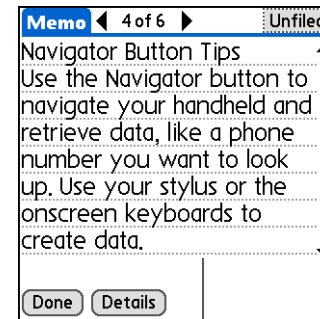 Memo 4 of 6 Unfiled
Navigator Button Tips
Use the Navigator button to
navigate your handheld and
retrieve data, like a phone
number you want to look
up. Use your stylus or the
onscreen keyboards to
create data.
Done Details